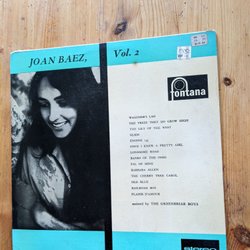 JOAN BAEZ, Vol. 2
fontana
WAGONER'S LAD
THE TREES THEY DO GROW HIGH
THE LILY OF THE WEST
SILKIE
ENGINE 143
ONCE I KNEW A PRETTY GIRL
LONESOME ROAD
BANKS OF THE OHIO
PAL OF MINE
BARBARA ALLEN
THE CHERRY TREE CAROL
OLD BLUE
RAILROAD BOY
PLAISIR D'AMOUR
assisted by THE GREENBRIAR BOYS
stereo